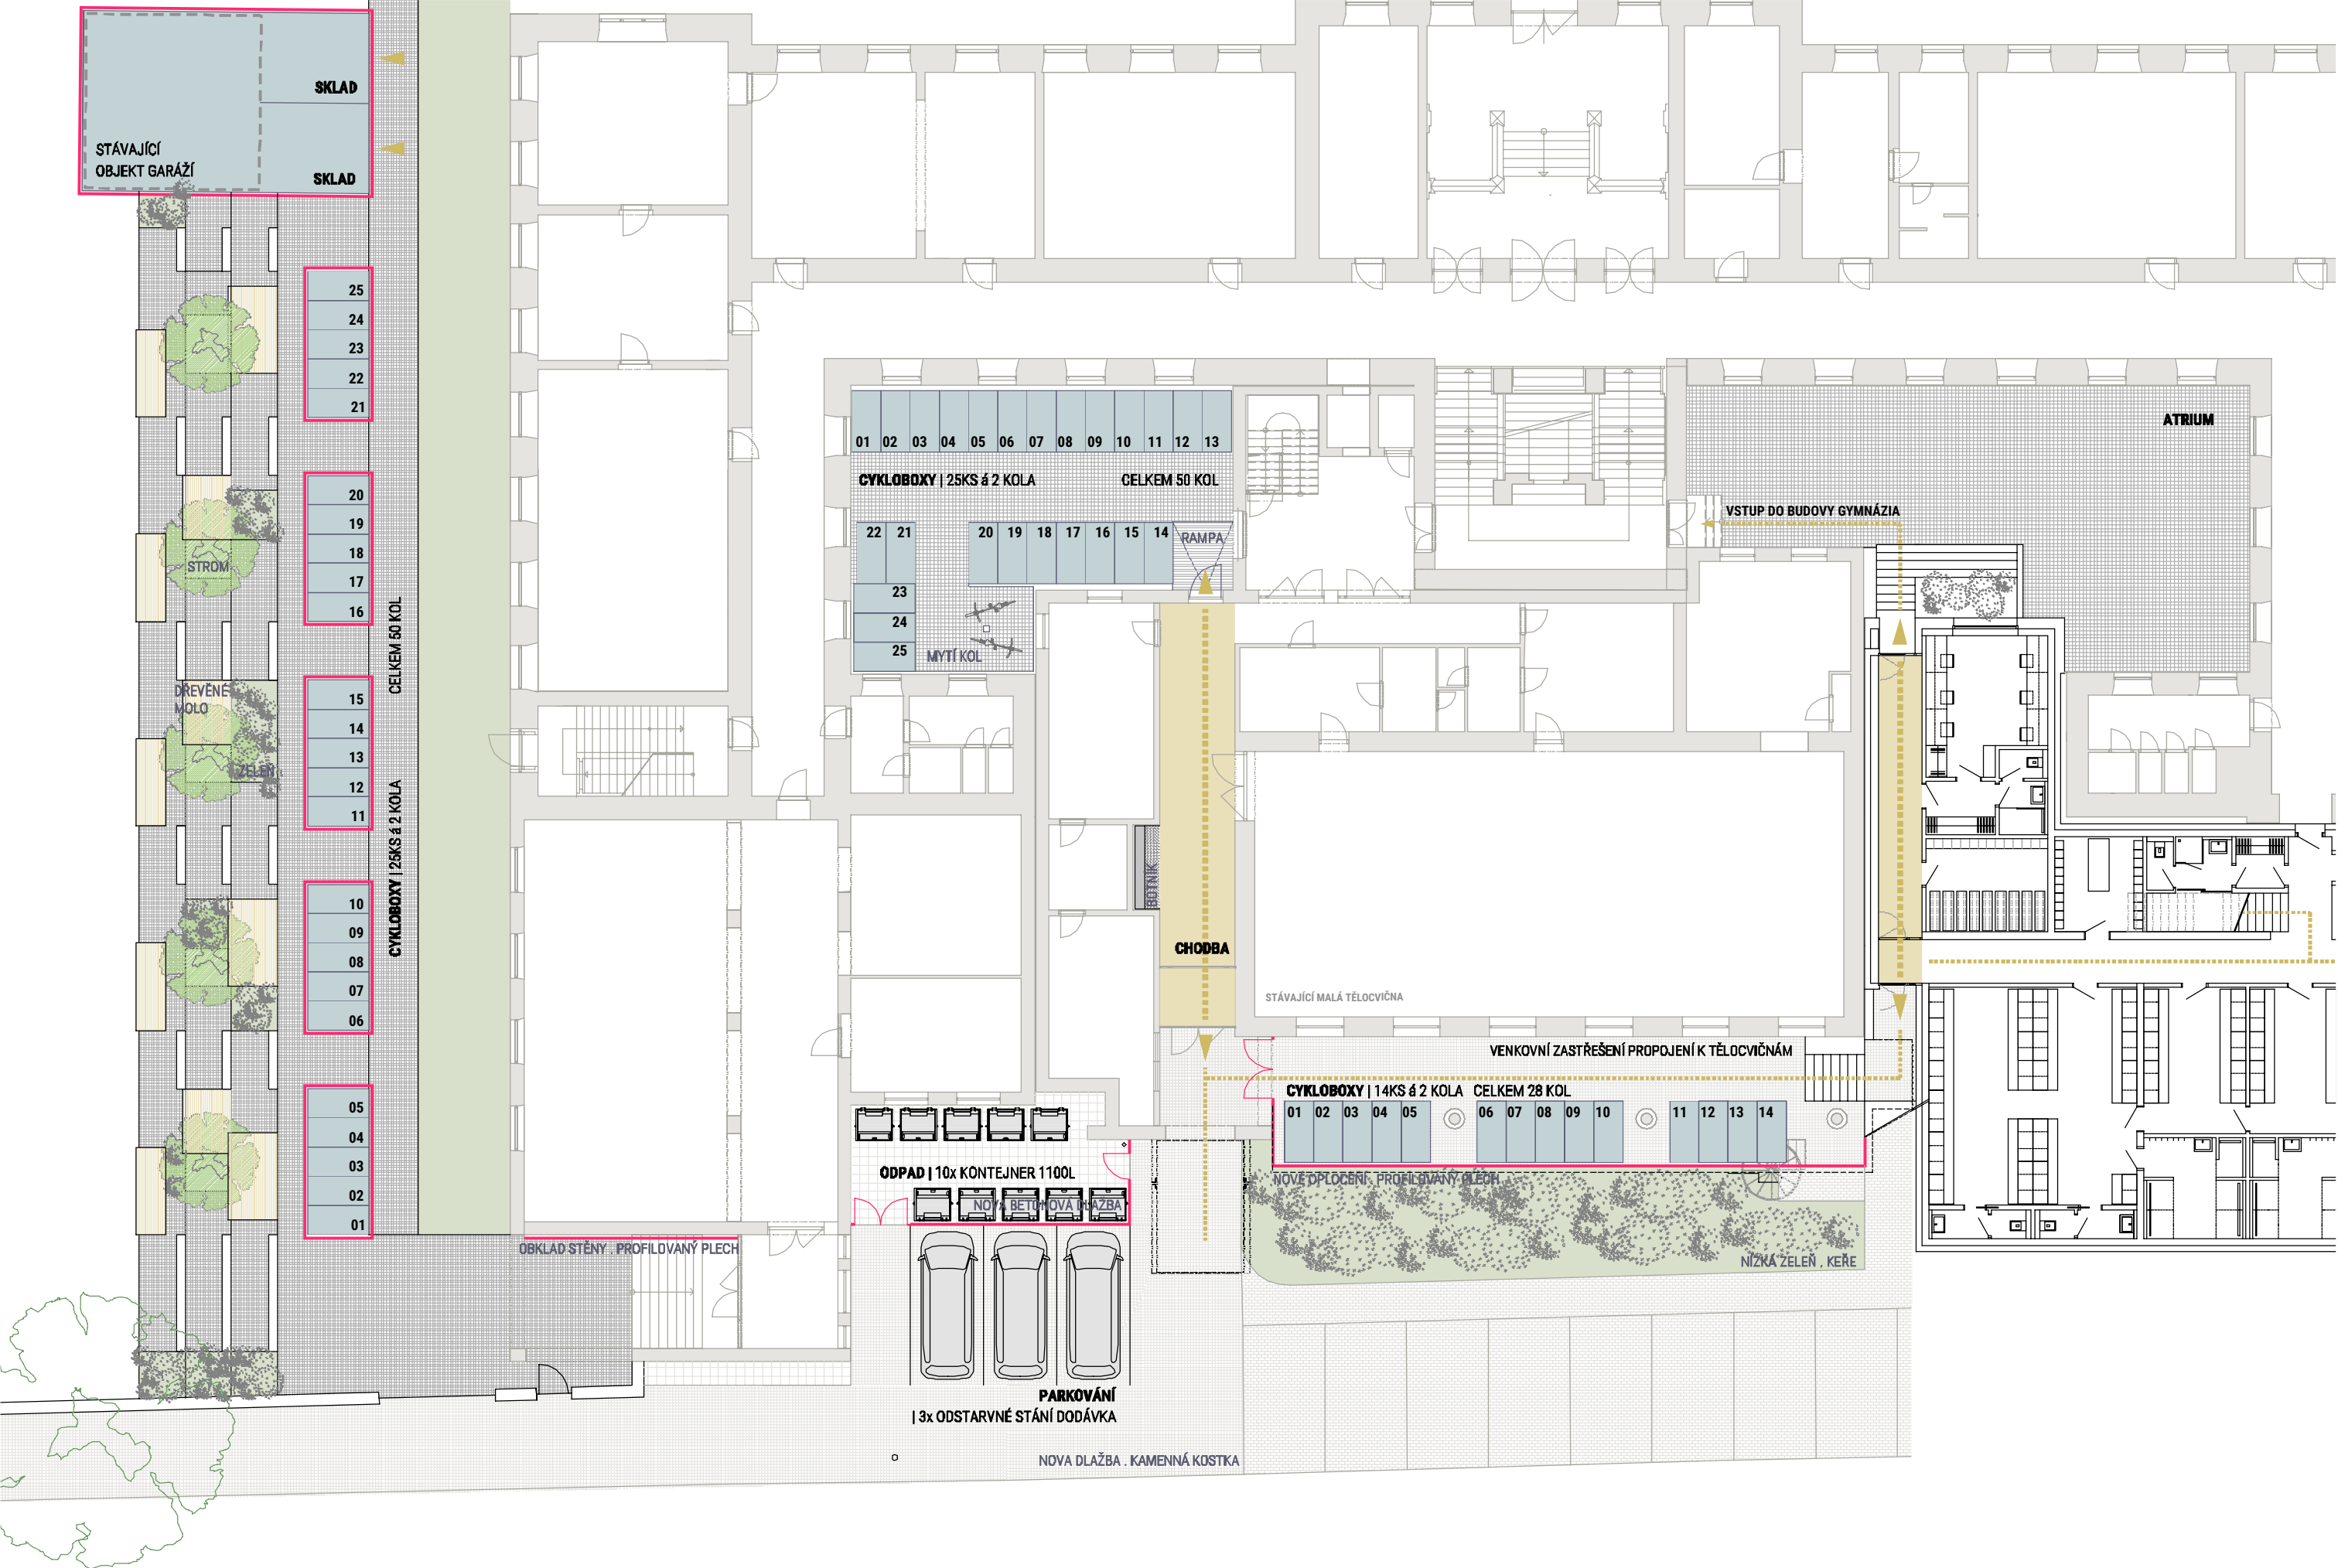 SKLAD
STÁVAJÍCÍ
OBJEKT GARÁŽÍ
SKLAD
25
24
23
22
21
20
19
18
17
16
15
14
13
12
11
10
09
08
07
06
05
04
03
02
01
CYKLOBOXY | 25KS á 2 KOLA CELKEM 50 KOL
STROM
DŘEVĚNÉ
MOLO
ZELEŇ
01 02 03 04 05 06 07 08 09 10 11 12 13
CYKLOBOXY | 25KS á 2 KOLA CELKEM 50 KOL
22 21 20 19 18 17 16 15 14
RAMPA
23
24
25
MYTÍ KOL
ATRIUM
VSTUP DO BUDOVY GYMNÁZIA
BOTNÍK
CHODBA
STÁVAJÍCÍ MALÁ TĚLOCVIČNA
VENKOVNÍ ZASTŘEŠENÍ PROPOJENÍ K TĚLOCVIČNÁM
CYKLOBOXY | 14KS á 2 KOLA CELKEM 28 KOL
01 02 03 04 05 06 07 08 09 10 11 12 13 14
NOVÉ OPLOCENÍ . PROFILOVANÝ PLECH
NÍZKÁ ZELEŇ , KEŘE
ODPAD | 10x KONTEJNER 1100L
NOVÁ BETONOVÁ DLAŽBA
OBKLAD STĚNY . PROFILOVANÝ PLECH
PARKOVÁNÍ
| 3x ODSTARVNÉ STÁNÍ DODÁVKA
NOVA DLAŽBA . KAMENNÁ KOSTKA